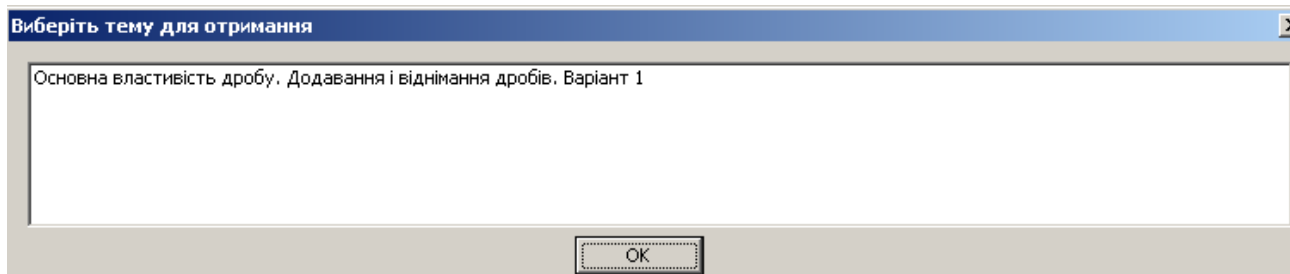 Виберіть тему для отримання
Основна властивість дробу. Додавання і віднімання дробів. Варіант 1
OK